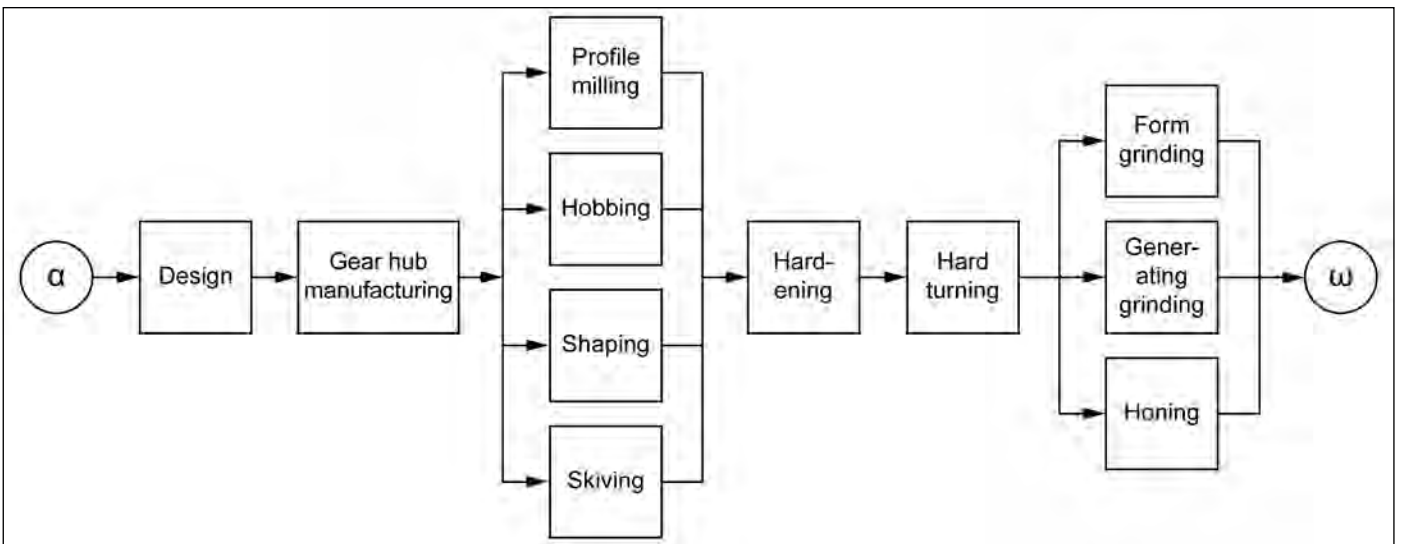 α
Design
Gear hub
manufacturing
Profile
milling
Hobbing
Shaping
Skiving
Hard-
ening
Hard
turning
Form
grinding
Gener-
ating
grinding
Honing
ω